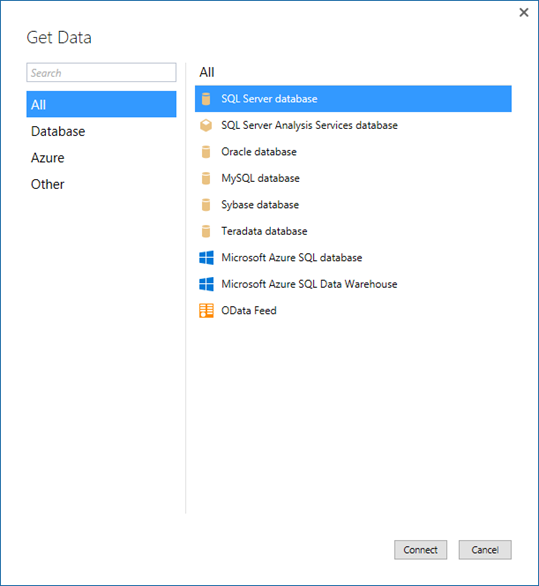 Get Data
Search
All
Database
Azure
Other
All
SQL Server database
SQL Server Analysis Services database
Oracle database
MySQL database
Sybase database
Teradata database
Microsoft Azure SQL database
Microsoft Azure SQL Data Warehouse
OData Feed
Connect
Cancel